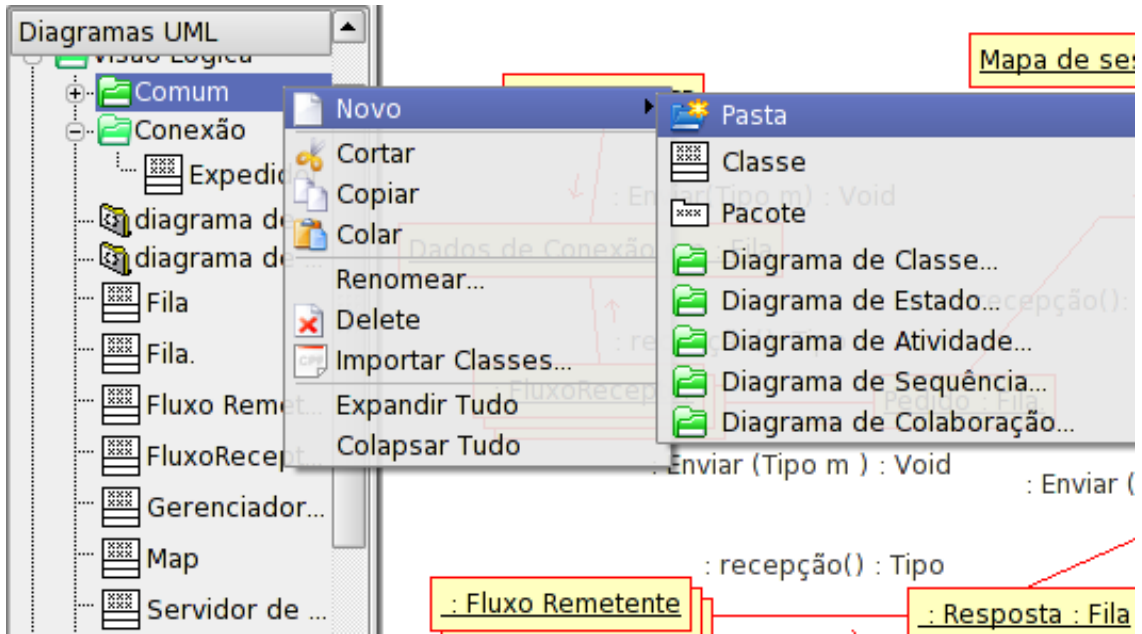 Diagramas UML
Visão Lógica
Comum
Conexão
Expedid
diagrama de
diagrama de ...
Fila
Fila.
Fluxo Remet...
FluxoRecept...
Gerenciador...
Map
Servidor de ...
Novo
Cortar
Copiar
Colar
Renomear...
Delete
Importar Classes...
Expandir Tudo
Colapsar Tudo
Pasta
Classe
Pacote
Diagrama de Classe...
Diagrama de Estado...
Diagrama de Atividade...
Diagrama de Sequência...
Diagrama de Colaboração...
Mapa de ses
: Enviar(Tipo m) : Void
Dados de Conexão : Fila
recepção():
: FluxoRecep
Pedido : Fila
: Enviar (Tipo m ) : Void
: Enviar (
: recepção() : Tipo
: Fluxo Remetente
: Resposta : Fila